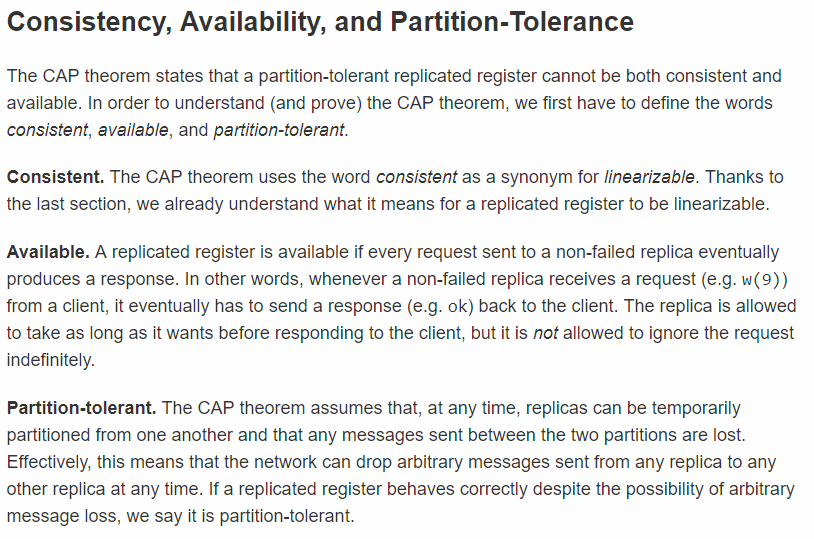 Consistency, Availability, and Partition-Tolerance
The CAP theorem states that a partition-tolerant replicated register cannot be both consistent and
available. In order to understand (and prove) the CAP theorem, we first have to define the words
consistent, available, and partition-tolerant.
Consistent. The CAP theorem uses the word consistent as a synonym for linearizable. Thanks to
the last section, we already understand what it means for a replicated register to be linearizable.
Available. A replicated register is available if every request sent to a non-failed replica eventually
produces a response. In other words, whenever a non-failed replica receives a request (e.g. w(9))
from a client, it eventually has to send a response (e.g. ok) back to the client. The replica is allowed
to take as long as it wants before responding to the client, but it is not allowed to ignore the request
indefinitely.
Partition-tolerant. The CAP theorem assumes that, at any time, replicas can be temporarily
partitioned from one another and that any messages sent between the two partitions are lost.
Effectively, this means that the network can drop arbitrary messages sent from any replica to any
other replica at any time. If a replicated register behaves correctly despite the possibility of arbitrary
message loss, we say it is partition-tolerant.